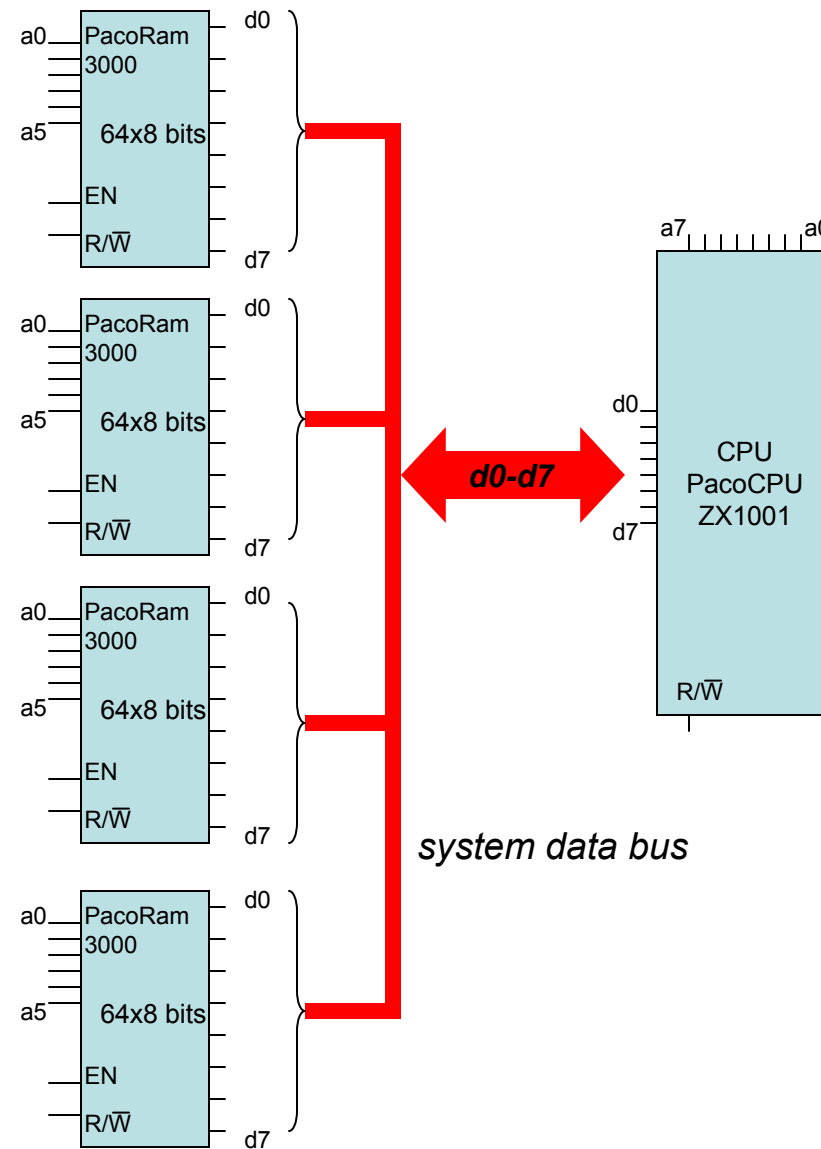 a0 PacoRam d0
3000
a5 64x8 bits
EN
R/W̅ d7
a0 PacoRam d0
3000
a5 64x8 bits
EN
R/W̅ d7
a0 PacoRam d0
3000
a5 64x8 bits
EN
R/W̅ d7
a0 PacoRam d0
3000
a5 64x8 bits
EN
R/W̅ d7
d0-d7
system data bus
a7 a0
d0
CPU
PacoCPU
ZX1001
d7
R/W̅